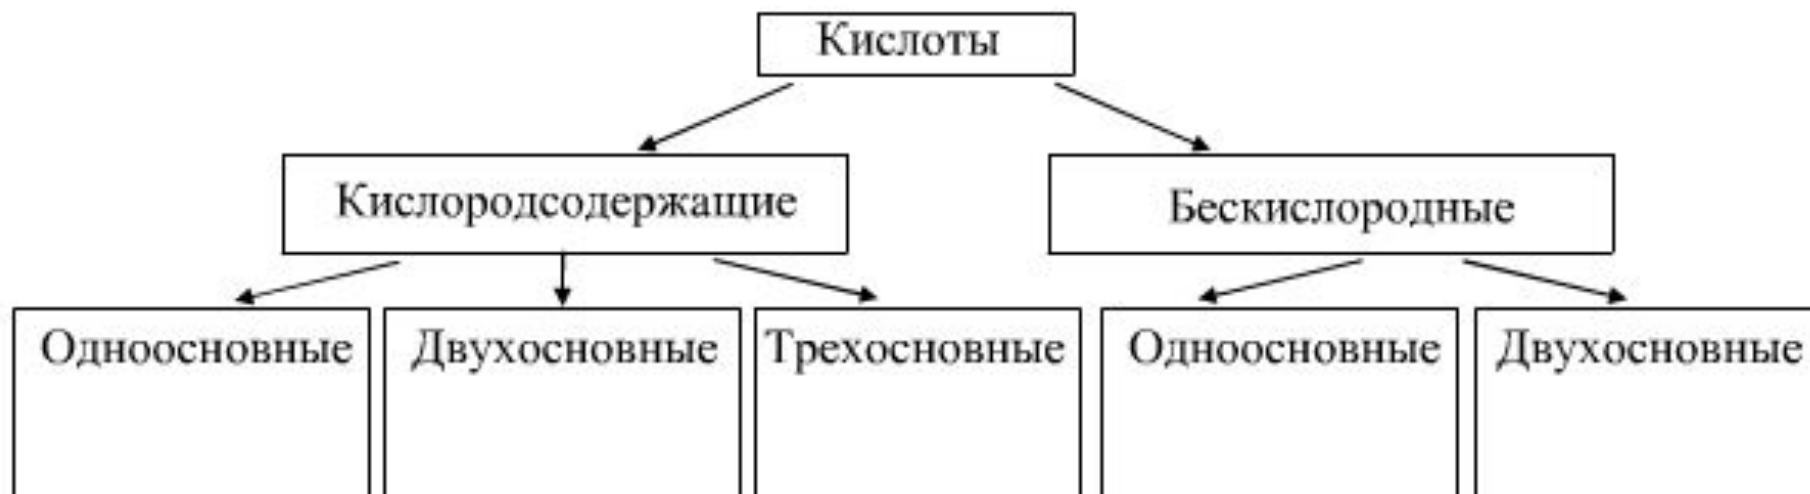 Кислоты
Кислородсодержащие
Бескислородные
Одноосновные
Двухосновные
Трехосновные
Одноосновные
Двухосновные